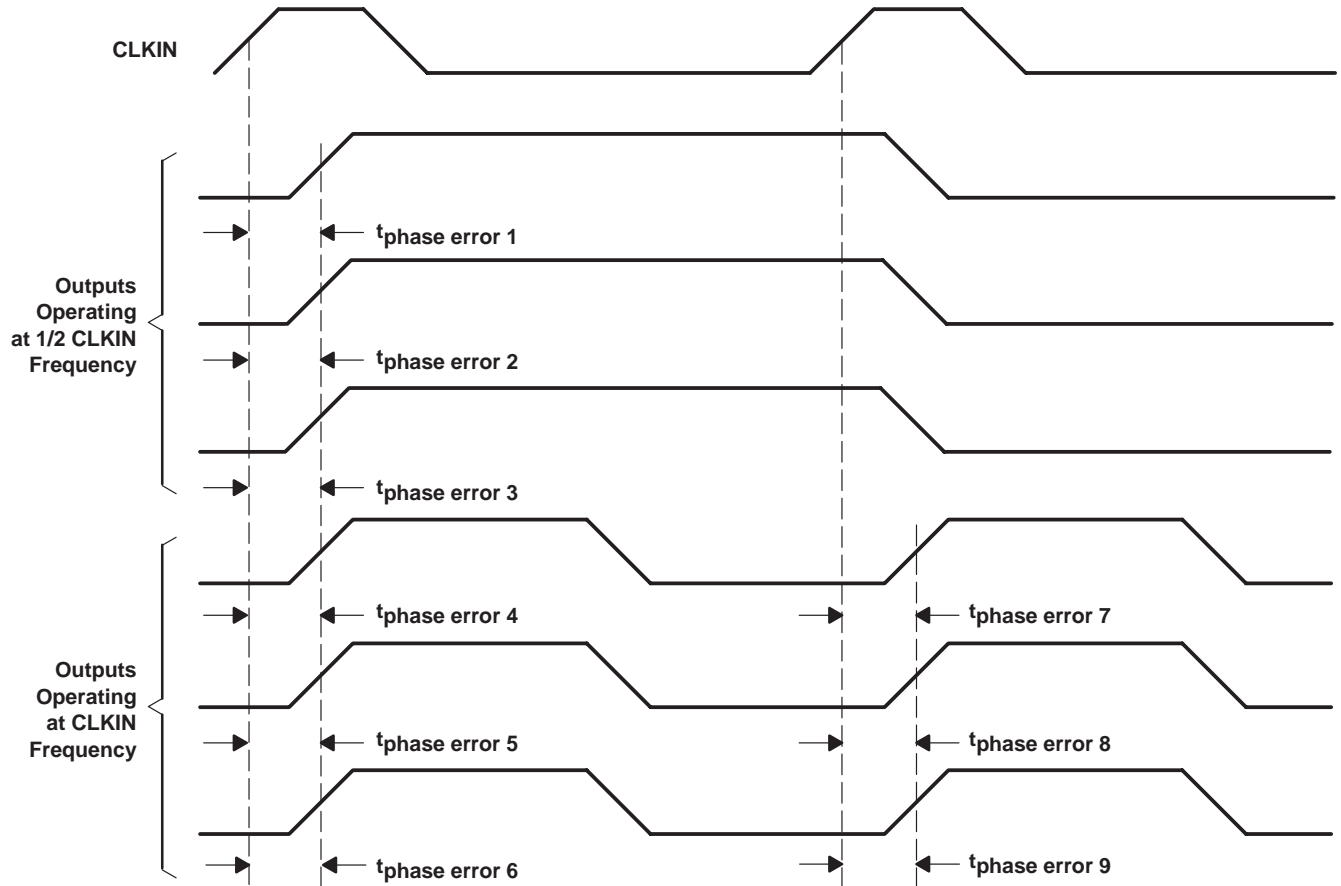 CLKIN
tphase error 1
Outputs
Operating
at 1/2 CLKIN
Frequency
tphase error 2
tphase error 3
tphase error 4
tphase error 7
Outputs
Operating
at CLKIN
Frequency
tphase error 5
tphase error 8
tphase error 6
tphase error 9